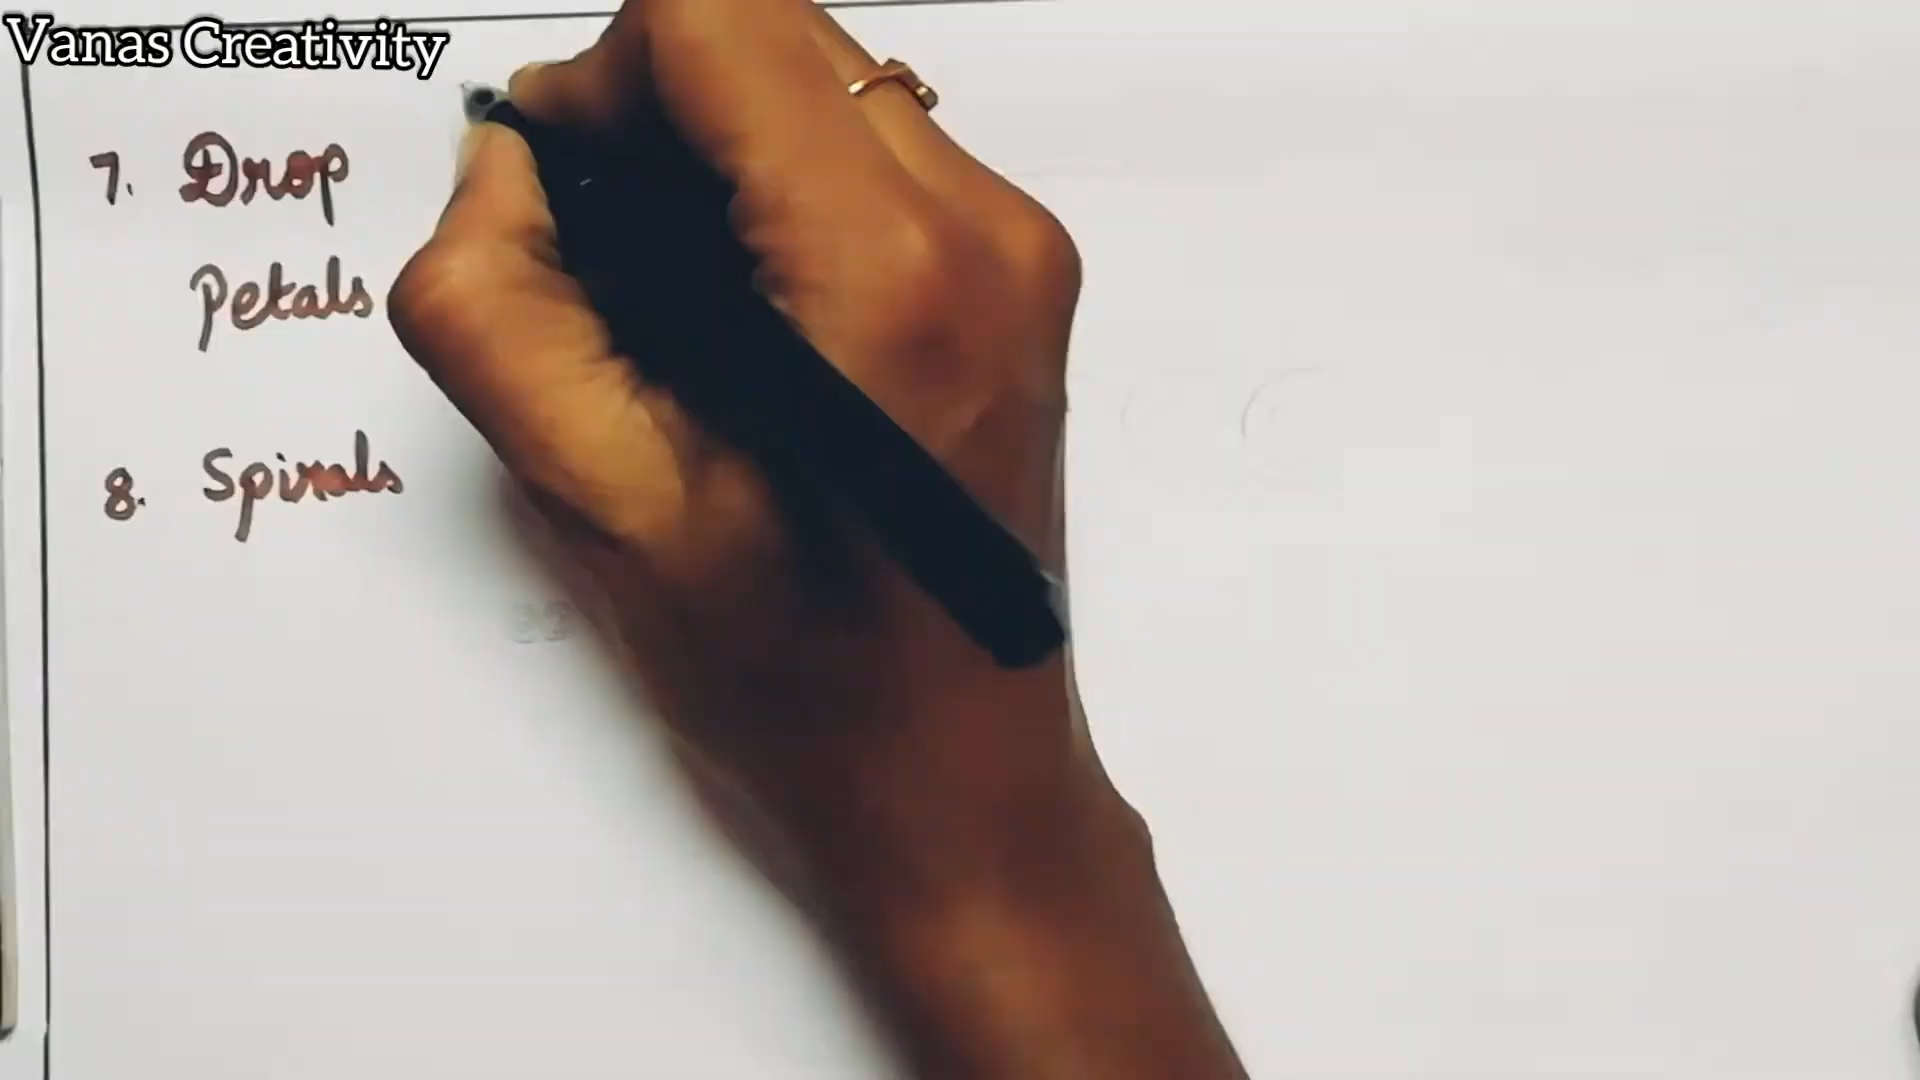 Vanas Creativity
7. Drop
Petals
8. Spirals